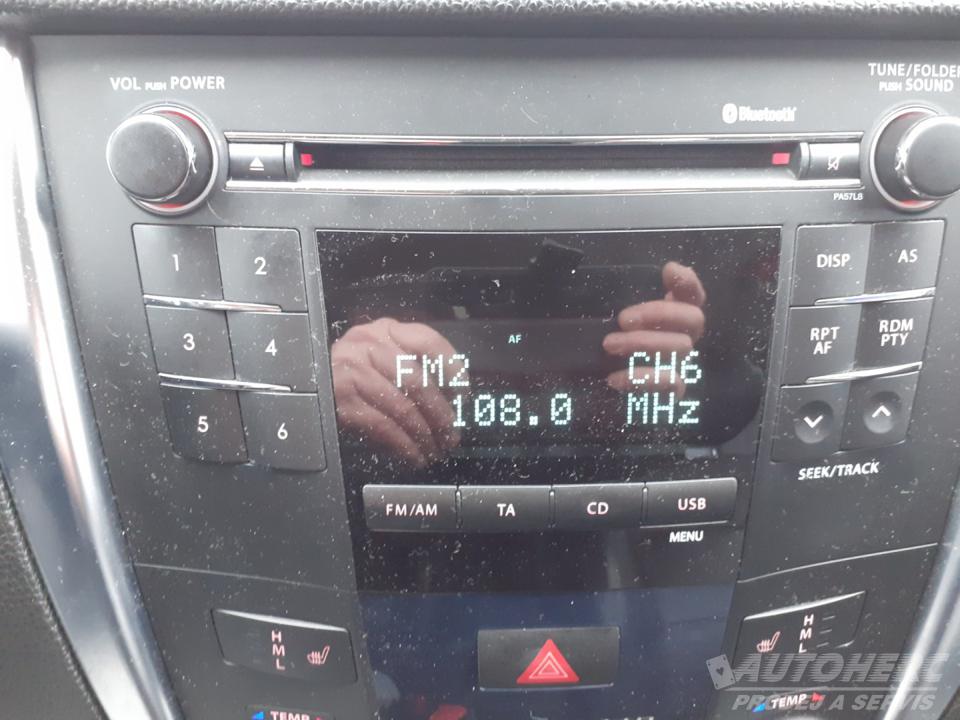 VOL PUSH POWER
TUNE/FOLDER
PUSH SOUND
Bluetooth
PA57L8
1
2
DISP
AS
3
4
RPT
AF
RDM
PTY
5
6
AF
FM2 CH6
108.0 MHz
SEEK/TRACK
FM/AM
TA
CD
USB
MENU
H
M
L
H
M
L
TEMP
TEMP
AUTOHELC
PRODEJ A SERVIS